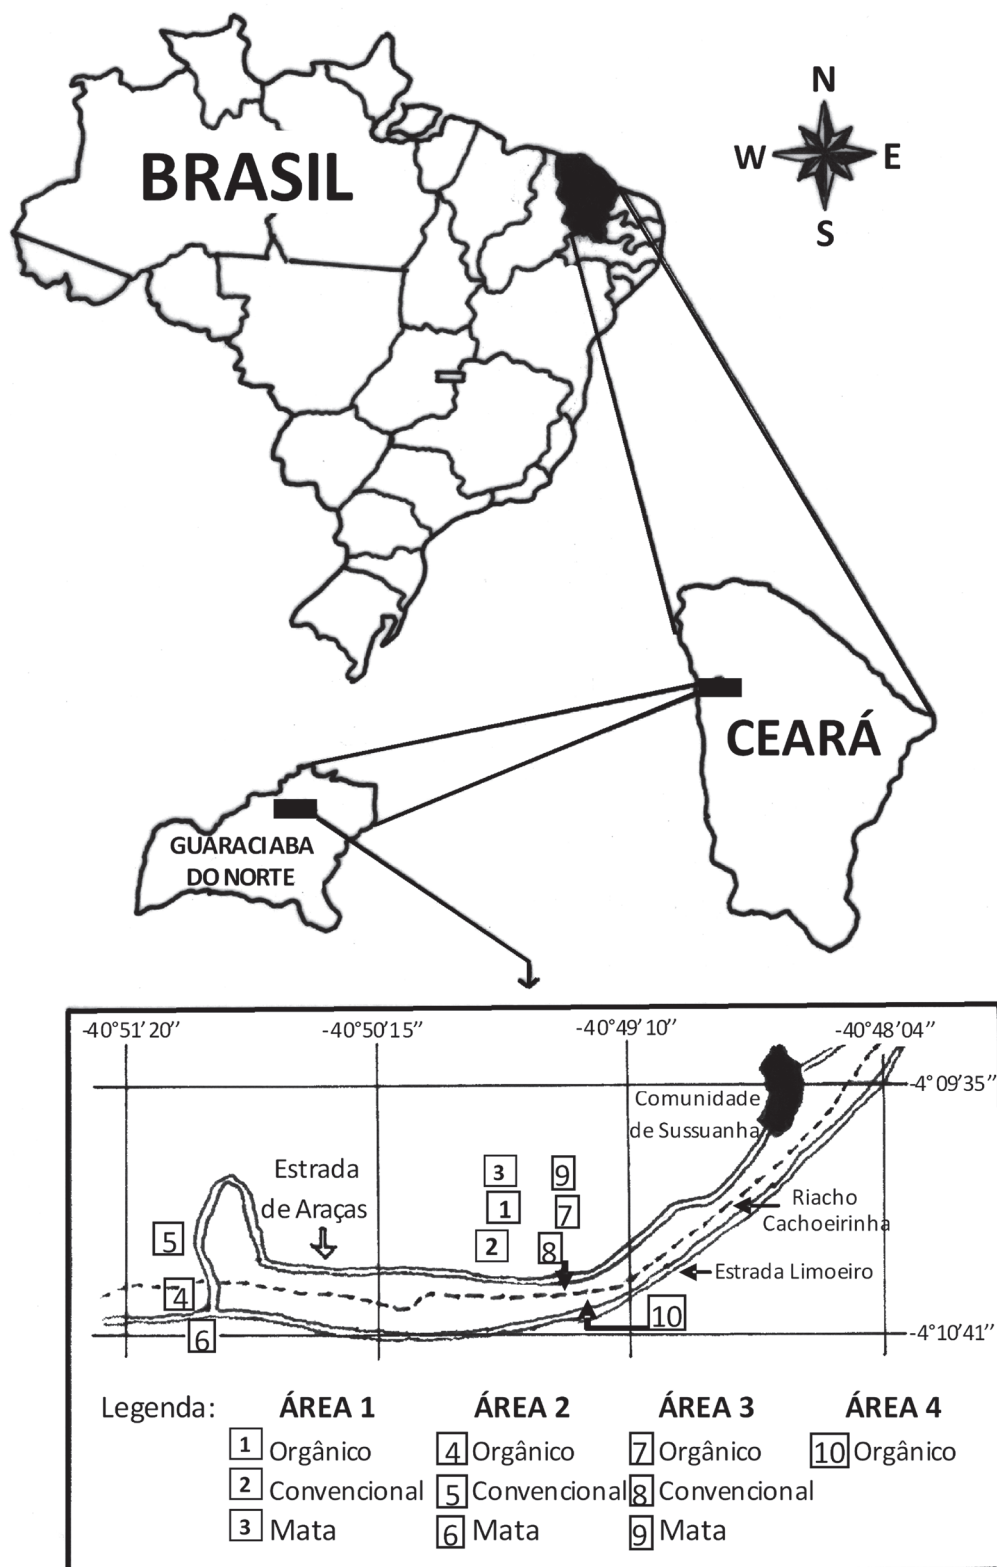 N
BRASIL
W E
S
CEARÁ
GUARACIABA
DO NORTE
-40°51'20'' -40°50'15'' -40°49'10'' -40°48'04''
-4°09'35''
Comunidade
de Sussuanha
Estrada
de Araças
3 9
1 7
2 8
5
Riacho
Cachoeirinha
Estrada Limoeiro
4
10
6
-4°10'41''
Legenda: ÁREA 1 ÁREA 2 ÁREA 3 ÁREA 4
1 Orgânico 4 Orgânico 7 Orgânico 10 Orgânico
2 Convencional 5 Convencional 8 Convencional
3 Mata 6 Mata 9 Mata